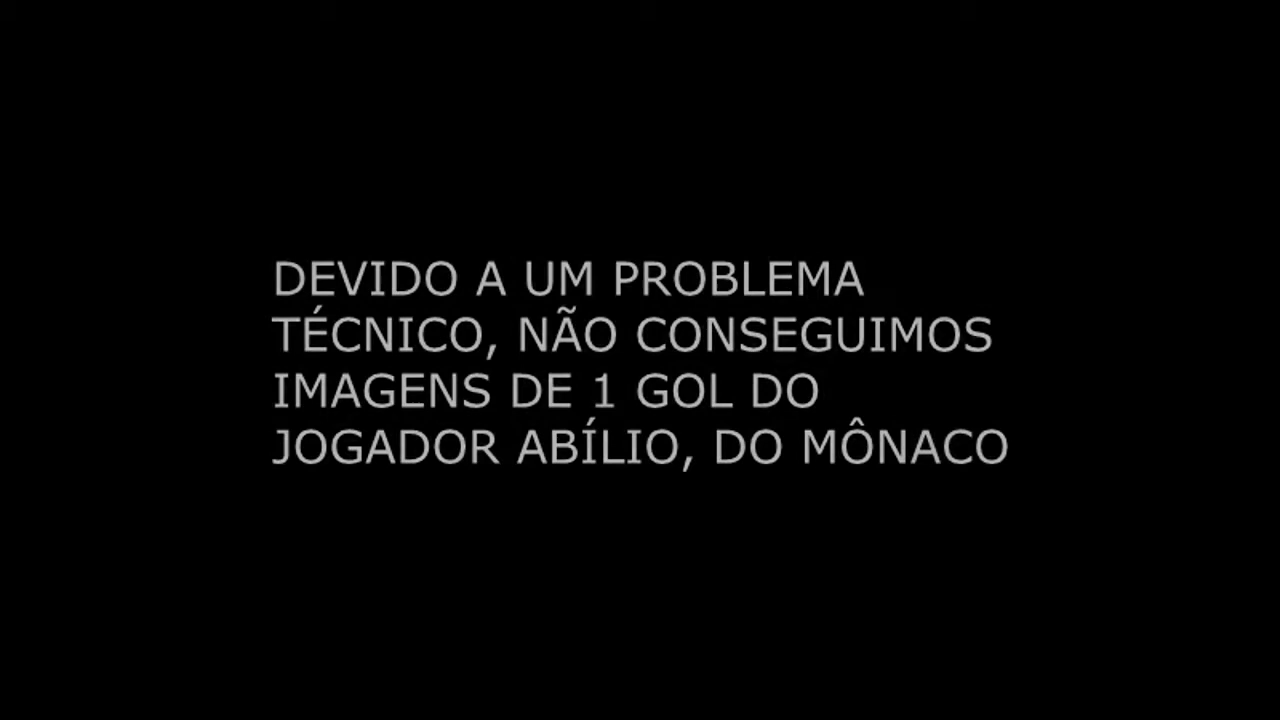 DEVIDO A UM PROBLEMA
TÉCNICO, NÃO CONSEGUIMOS
IMAGENS DE 1 GOL DO
JOGADOR ABÍLIO, DO MÔNACO